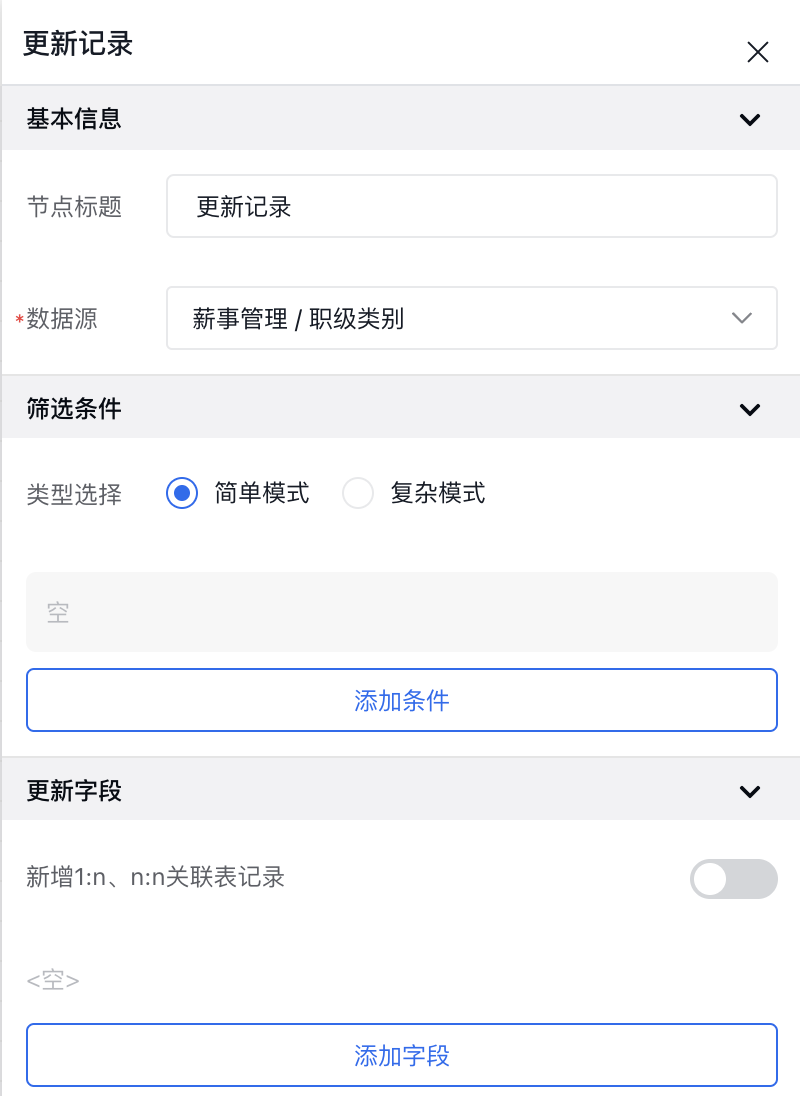 更新记录
基本信息
节点标题 更新记录
*数据源 薪事管理 / 职级类别
筛选条件
类型选择 简单模式 复杂模式
空
添加条件
更新字段
新增1:n、n:n关联表记录
<空>
添加字段